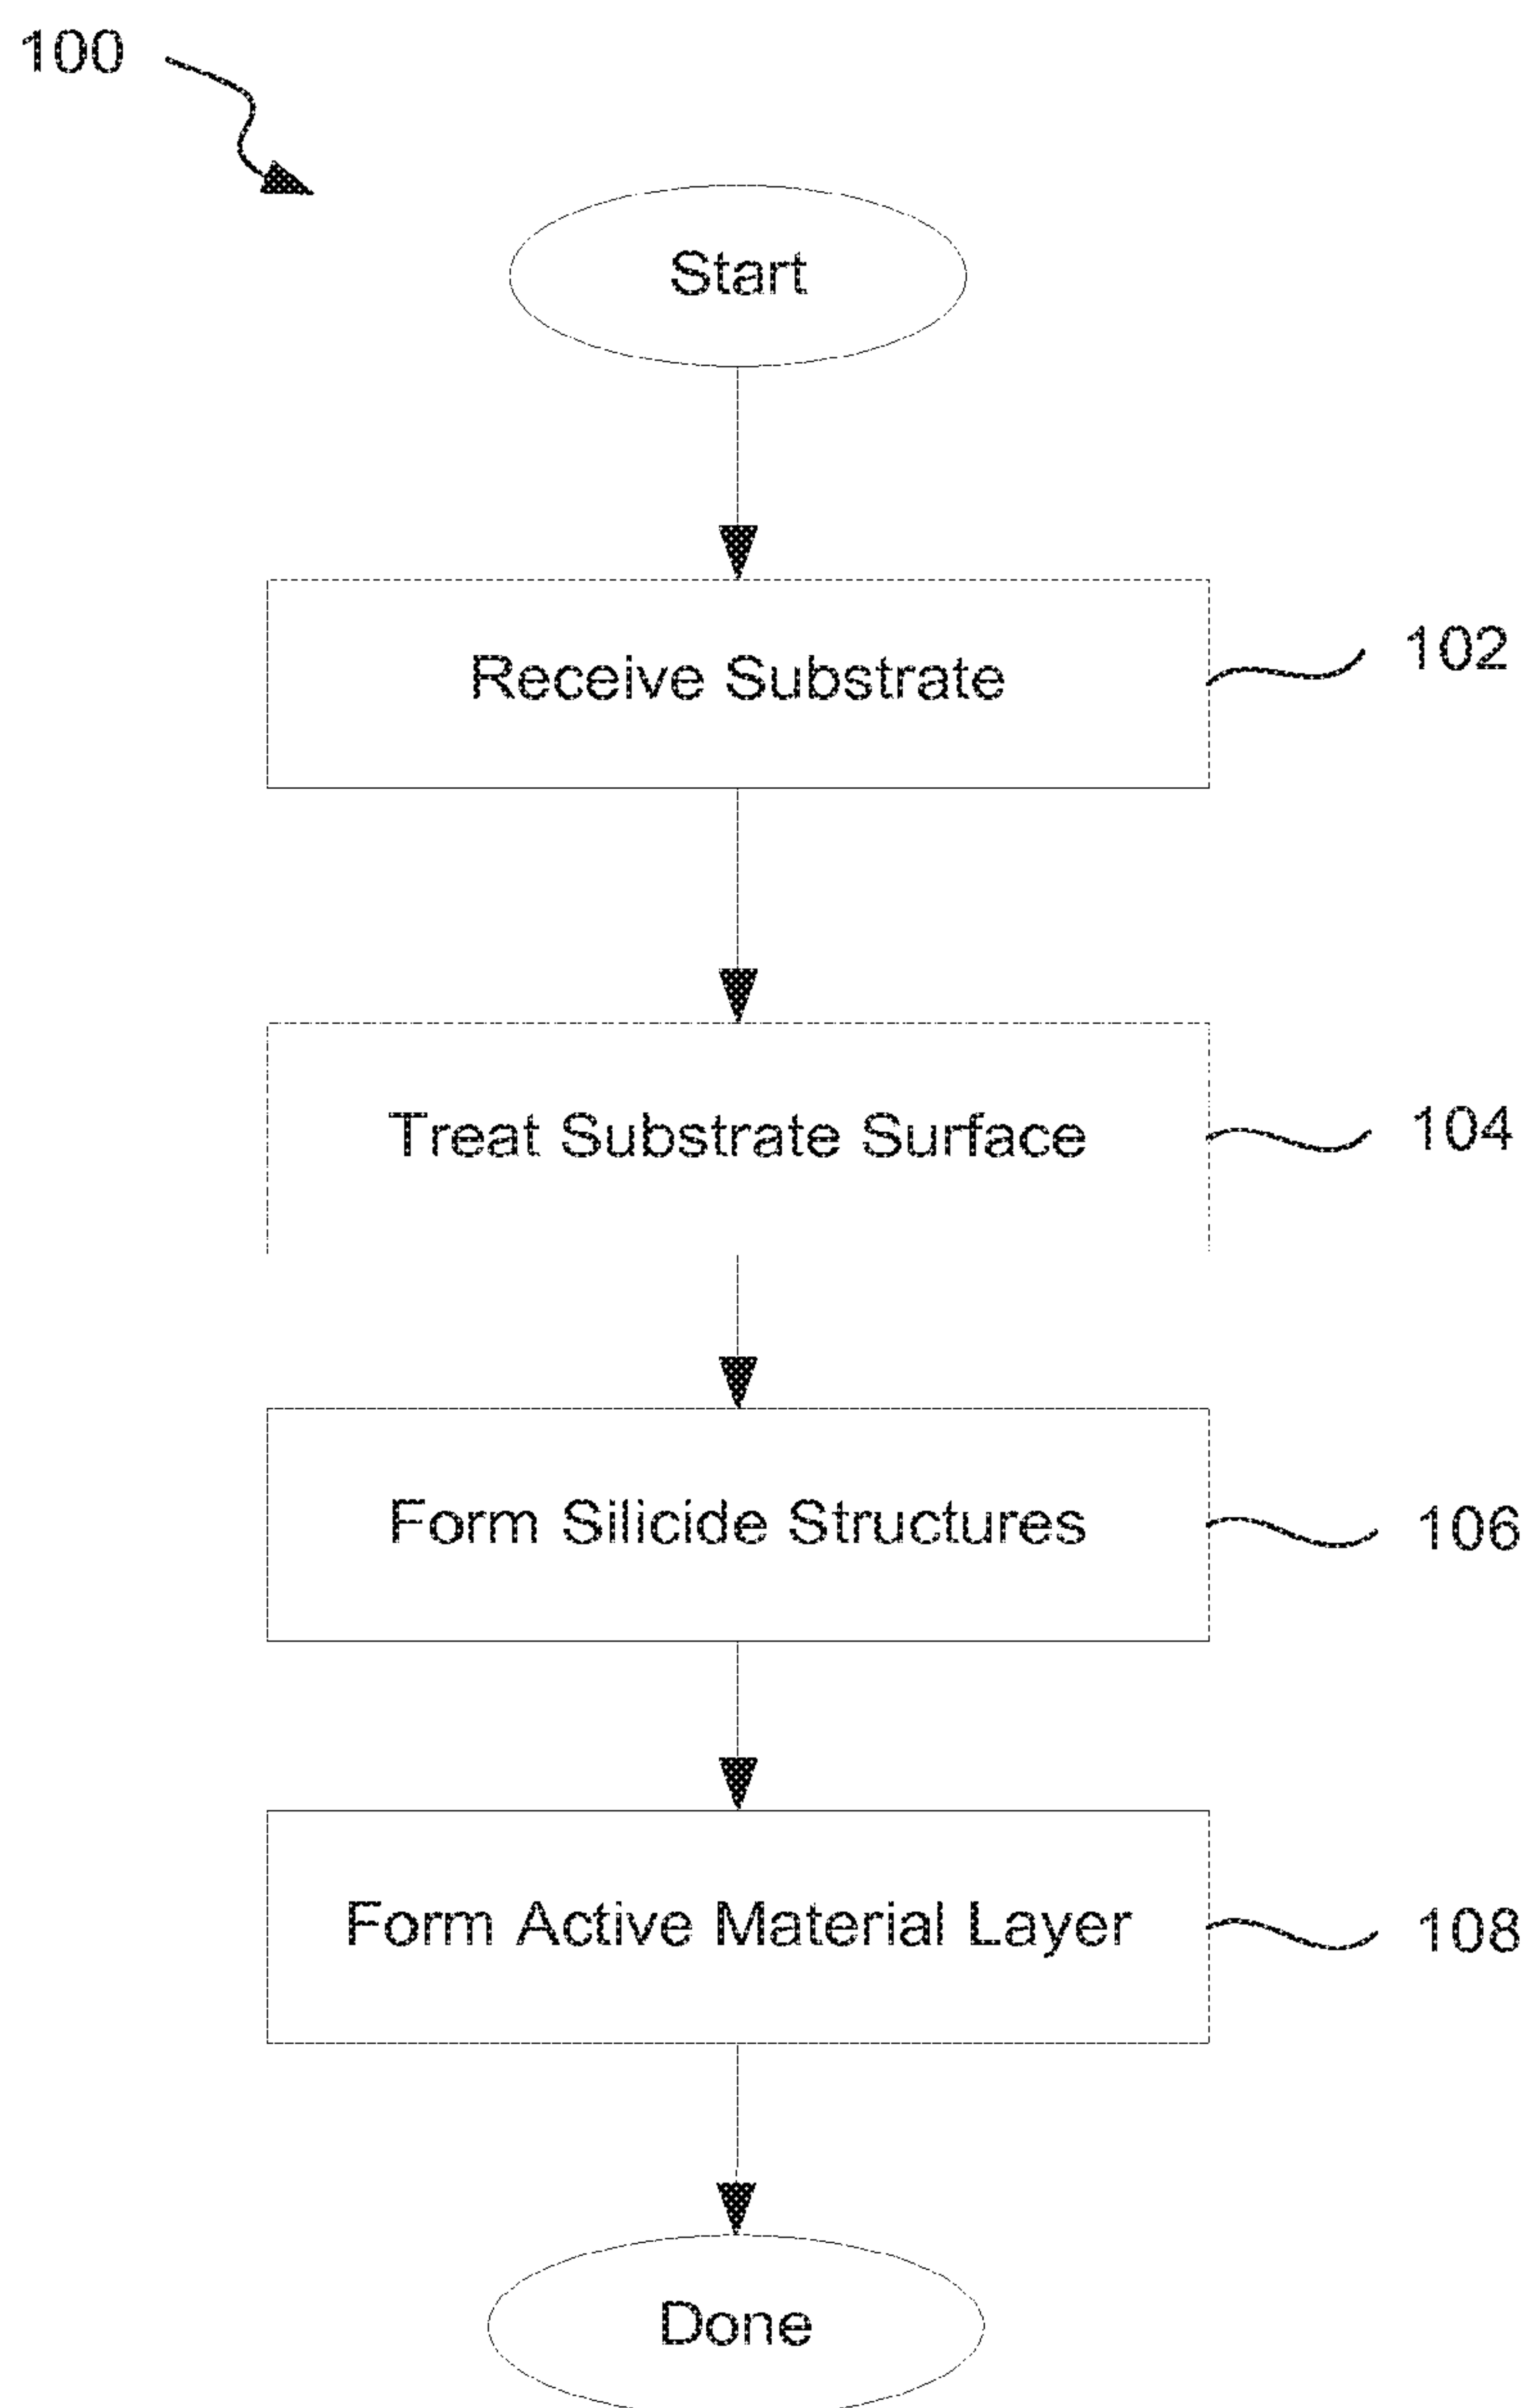 100
Start
Receive Substrate
102
Treat Substrate Surface
104
Form Silicide Structures
106
Form Active Material Layer
108
Done